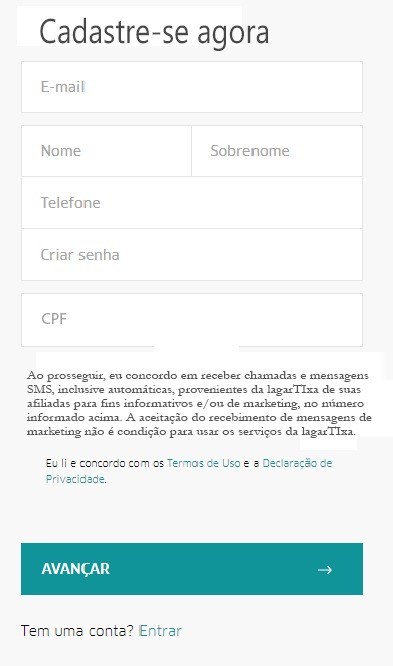 Cadastre-se agora
E-mail
Nome Sobrenome
Telefone
Criar senha
CPF
Ao prosseguir, eu concordo em receber chamadas e mensagens
SMS, inclusive automáticas, provenientes da lagarTIxa de suas
afiliadas para fins informativos e/ou de marketing, no número
informado acima. A aceitação do recebimento de mensagens de
marketing não é condição para usar os serviços da lagarTIxa.
Eu li e concordo com os Termos de Uso e a Declaração de
Privacidade.
AVANÇAR →
Tem uma conta? Entrar